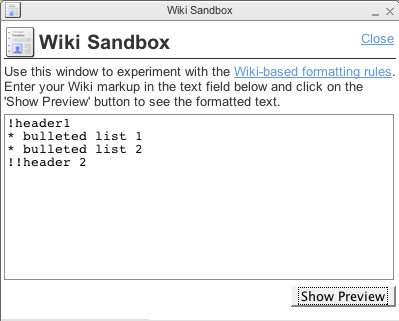 Wiki Sandbox
Wiki Sandbox
Close
Use this window to experiment with the Wiki-based formatting rules.
Enter your Wiki markup in the text field below and click on the
'Show Preview' button to see the formatted text.
!header1
* bulleted list 1
* bulleted list 2
!!header 2
Show Preview